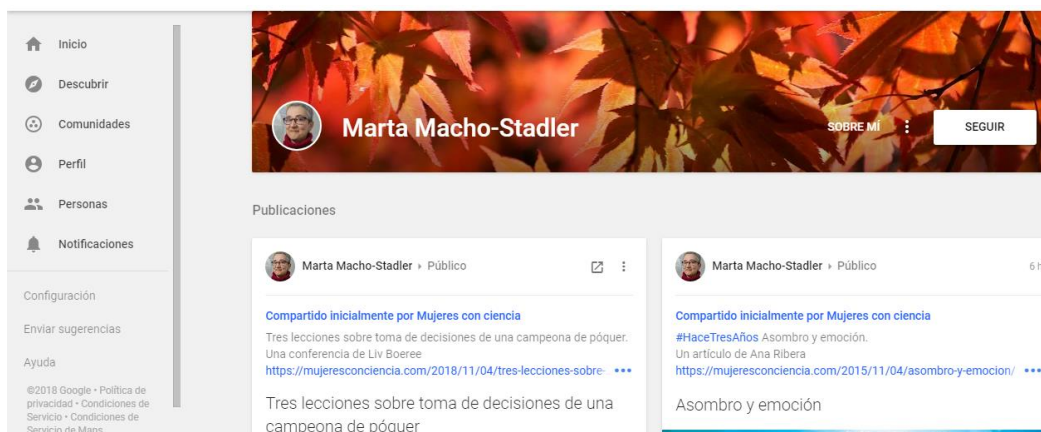 Inicio
Descubrir
Comunidades
Perfil
Personas
Notificaciones
Configuración
Enviar sugerencias
Ayuda
©2018 Google • Política de
privacidad • Condiciones de
Servicio • Condiciones de
Servicio de Maps
Marta Macho-Stadler
SOBRE MÍ
SEGUIR
Publicaciones
Marta Macho-Stadler ▸ Público
Compartido inicialmente por Mujeres con ciencia
Tres lecciones sobre toma de decisiones de una campeona de póquer.
Una conferencia de Liv Boeree
https://mujeresconciencia.com/2018/11/04/tres-lecciones-sobre-
Tres lecciones sobre toma de decisiones de una
campeona de póquer
Marta Macho-Stadler ▸ Público
6 h
Compartido inicialmente por Mujeres con ciencia
#HaceTresAños Asombro y emoción.
Un artículo de Ana Ribera
https://mujeresconciencia.com/2015/11/04/asombro-y-emocion/
Asombro y emoción